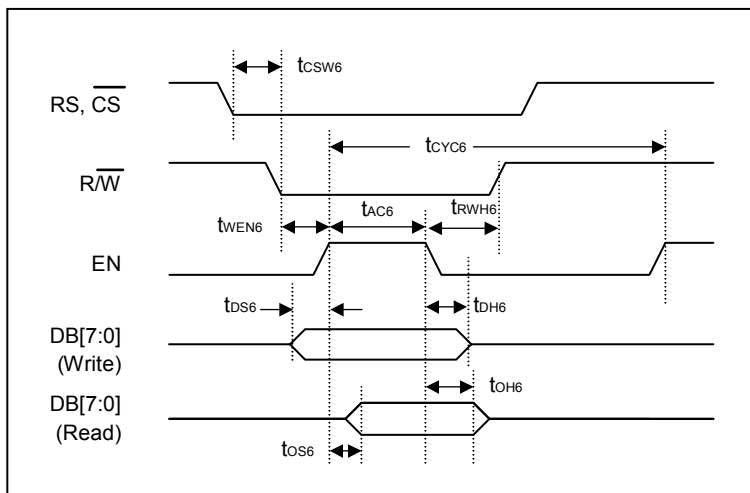 tCSW6
RS, CS
tCYC6
R/W
tWEN6
tAC6
tRWH6
EN
tDS6
tDH6
DB[7:0]
(Write)
tOH6
DB[7:0]
(Read)
tOS6